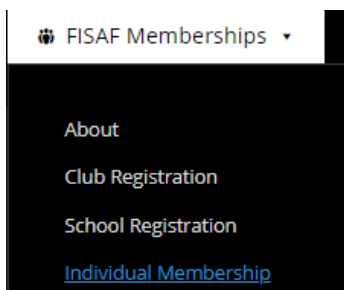 FISAF Memberships
About
Club Registration
School Registration
Individual Membership